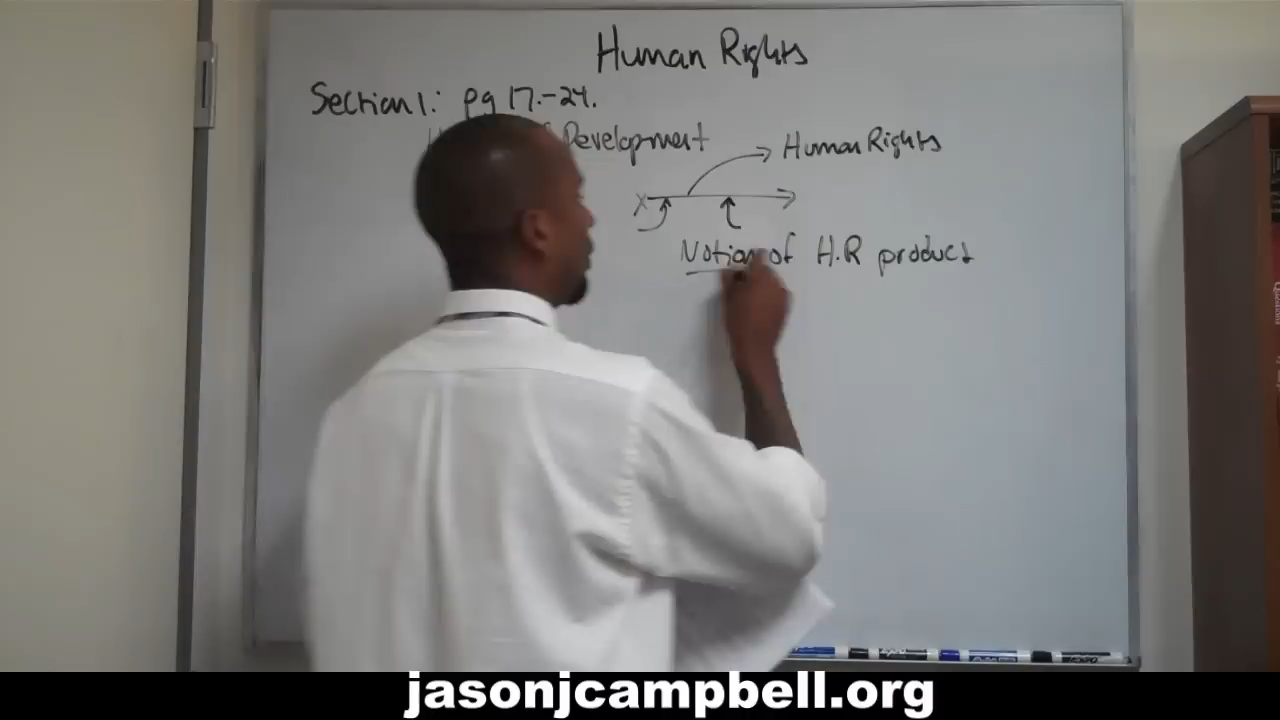 Human Rights
Section 1: pg 17.-24.
Development
Human Rights
X
Notion of H.R product
jasonjcampbell.org